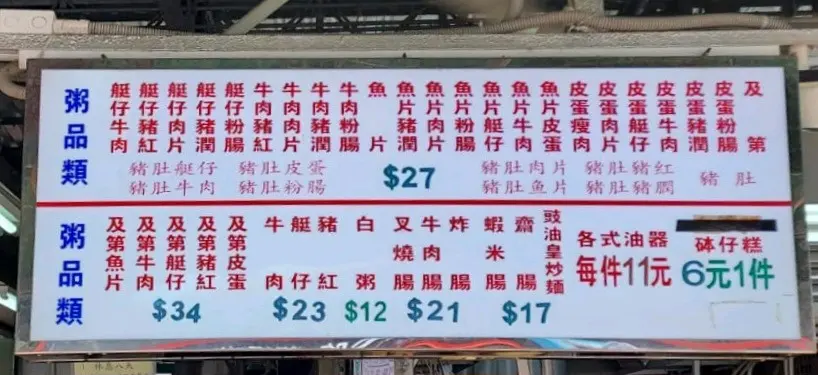 粥品類
艇仔牛肉
艇仔豬紅
艇仔肉片
艇仔豬潤
艇仔粉腸
牛肉豬紅
牛肉肉片
牛肉豬潤
牛肉粉腸
魚片
魚片豬潤
魚片肉片
魚片粉腸
魚片艇仔
魚片牛肉
魚片皮蛋
皮蛋瘦肉
皮蛋肉片
皮蛋艇仔
皮蛋牛肉
皮蛋豬潤
皮蛋粉腸
及第
豬肚艇仔 豬肚皮蛋
豬肚牛肉 豬肚粉腸
$27
豬肚肉片 豬肚豬紅
豬肚魚片 豬肚豬膶
豬肚
粥品類
及第魚片
及第牛肉
及第艇仔
及第豬紅
及第皮蛋
$34
牛肉
艇仔
豬紅
$23
白粥
$12
叉燒腸
牛肉腸
炸腸
$21
蝦米腸
齋腸
豉油皇炒麵
$17
各式油器
每件11元
砵仔糕
6元1件